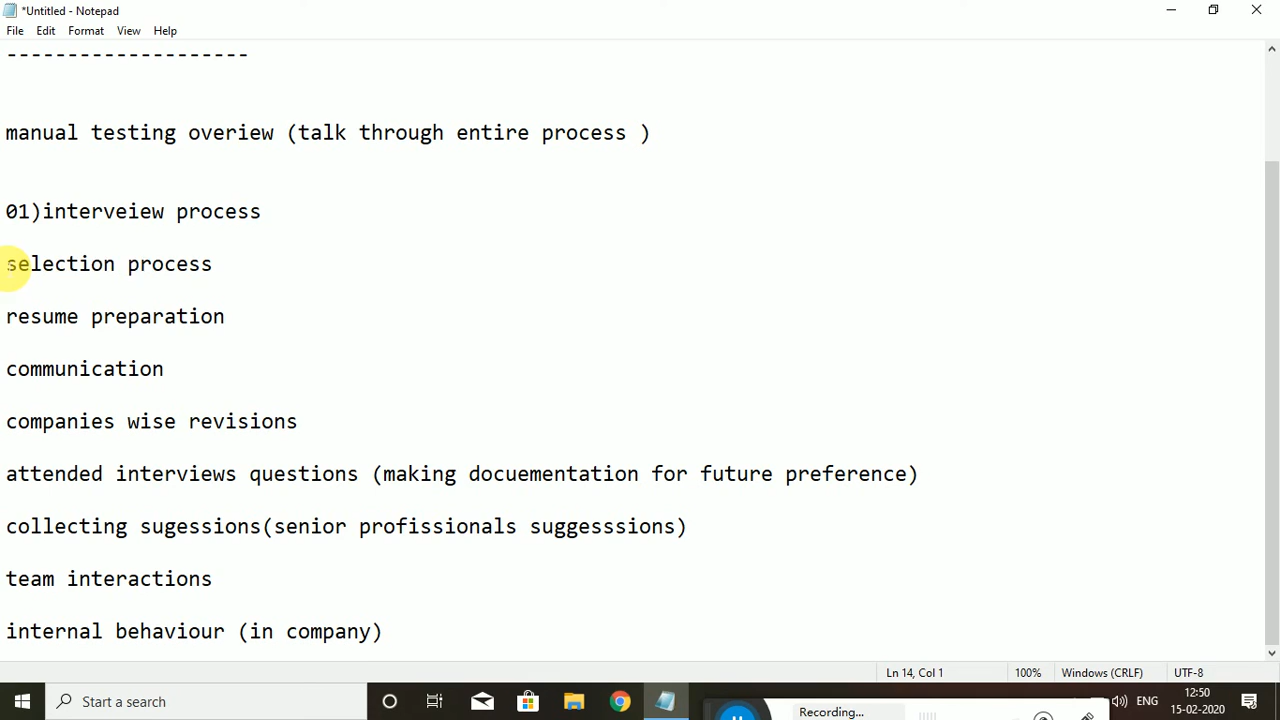 *Untitled - Notepad
File Edit Format View Help
--------------------
manual testing overiew (talk through entire process )
01)interveiew process
selection process
resume preparation
communication
companies wise revisions
attended interviews questions (making docuementation for future preference)
collecting sugessions(senior profissionals suggesssions)
team interactions
internal behaviour (in company)
Ln 14, Col 1 100% Windows (CRLF) UTF-8
Start a search
Recording...
ENG
12:50
15-02-2020